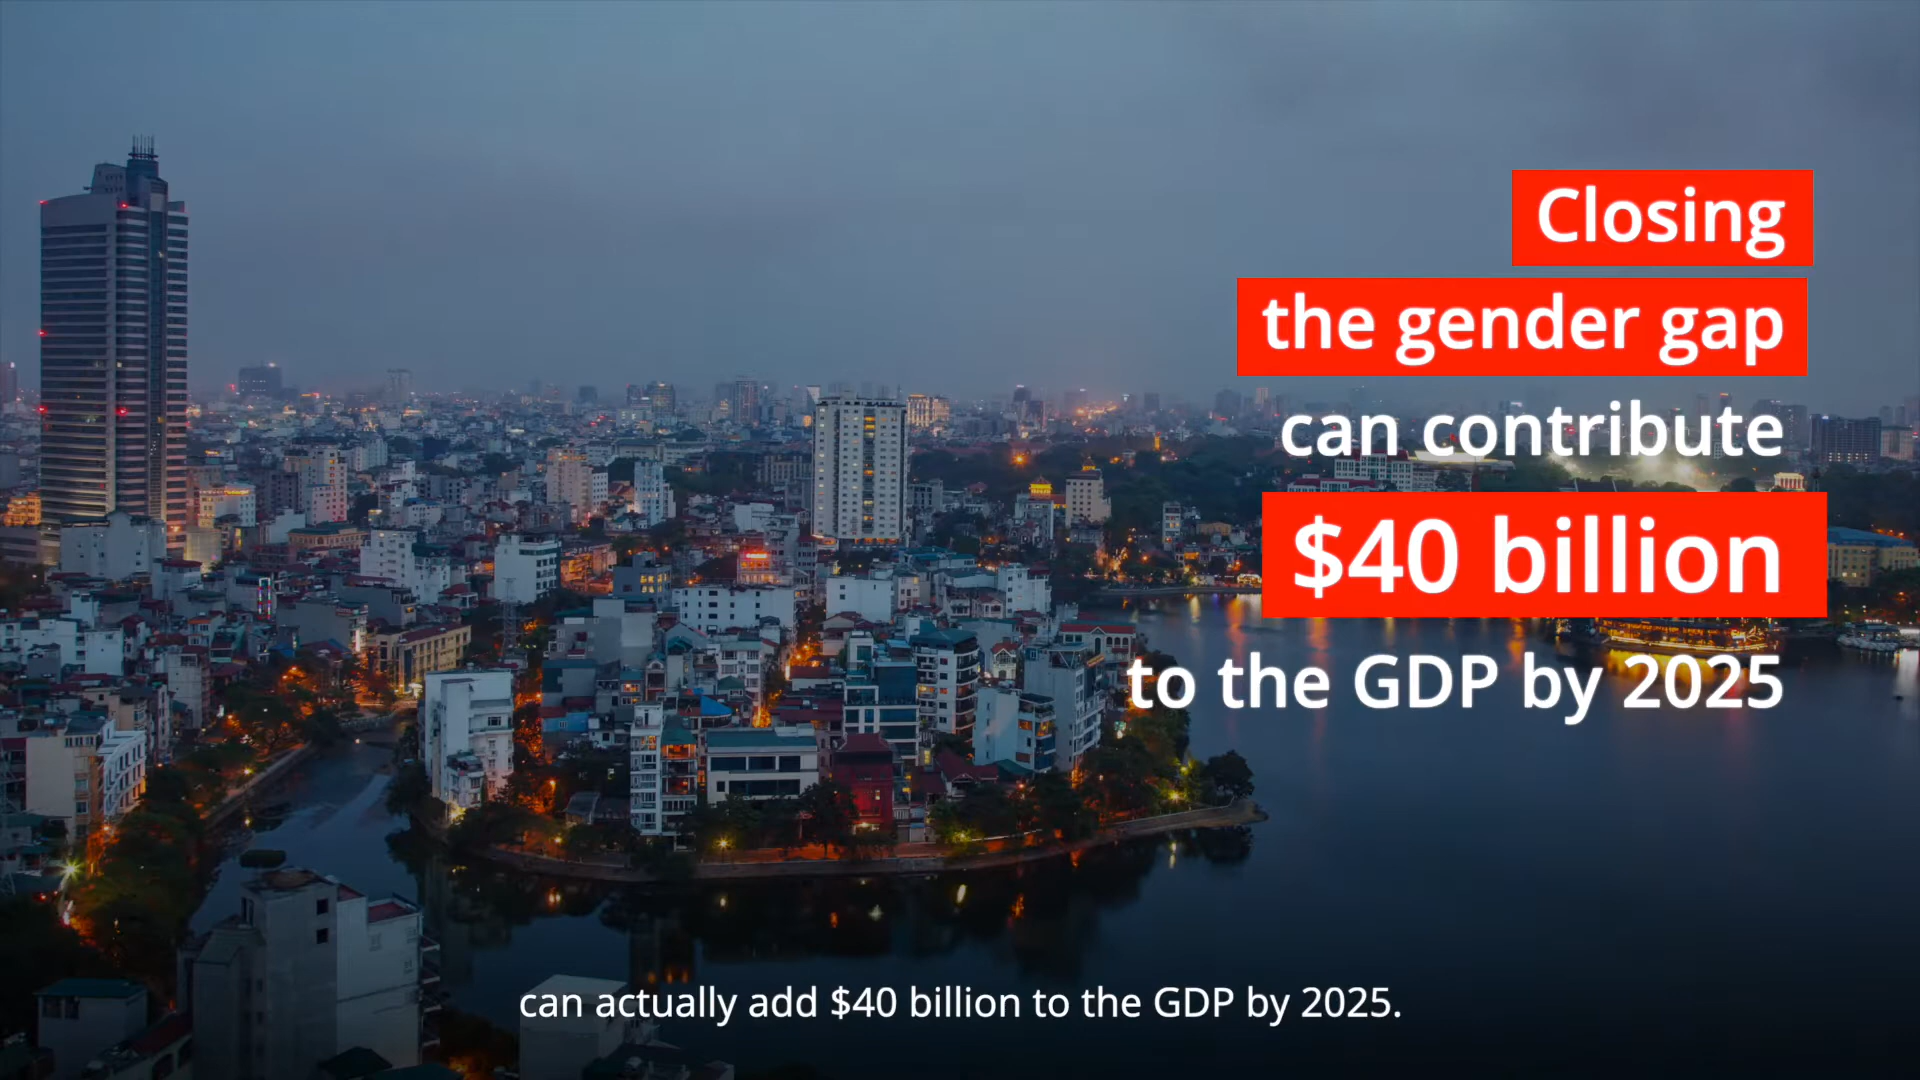 Closing
the gender gap
can contribute
$40 billion
to the GDP by 2025
can actually add $40 billion to the GDP by 2025.